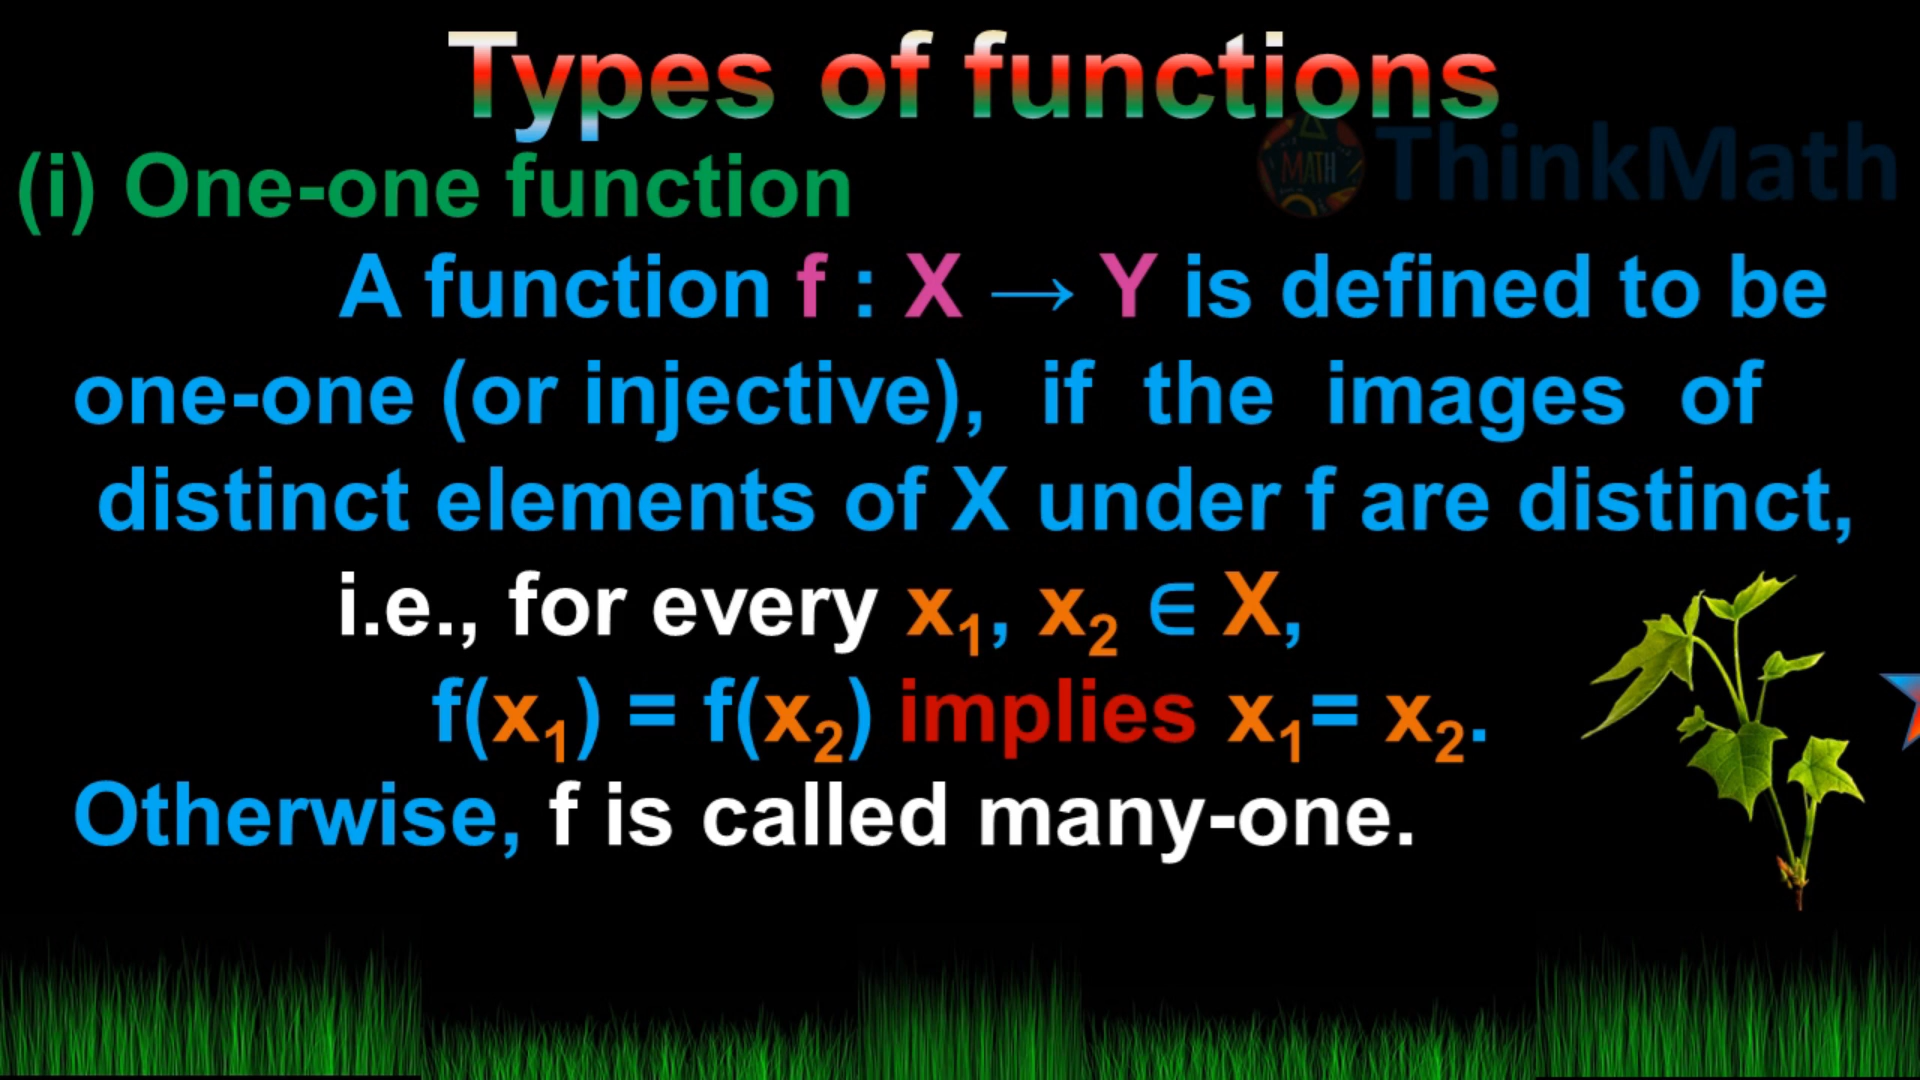 Types of functions
MATH ThinkMath
(i) One-one function
A function f : X → Y is defined to be
one-one (or injective), if the images of
distinct elements of X under f are distinct,
i.e., for every x₁, x₂ ∈ X,
f(x₁) = f(x₂) implies x₁= x₂.
Otherwise, f is called many-one.